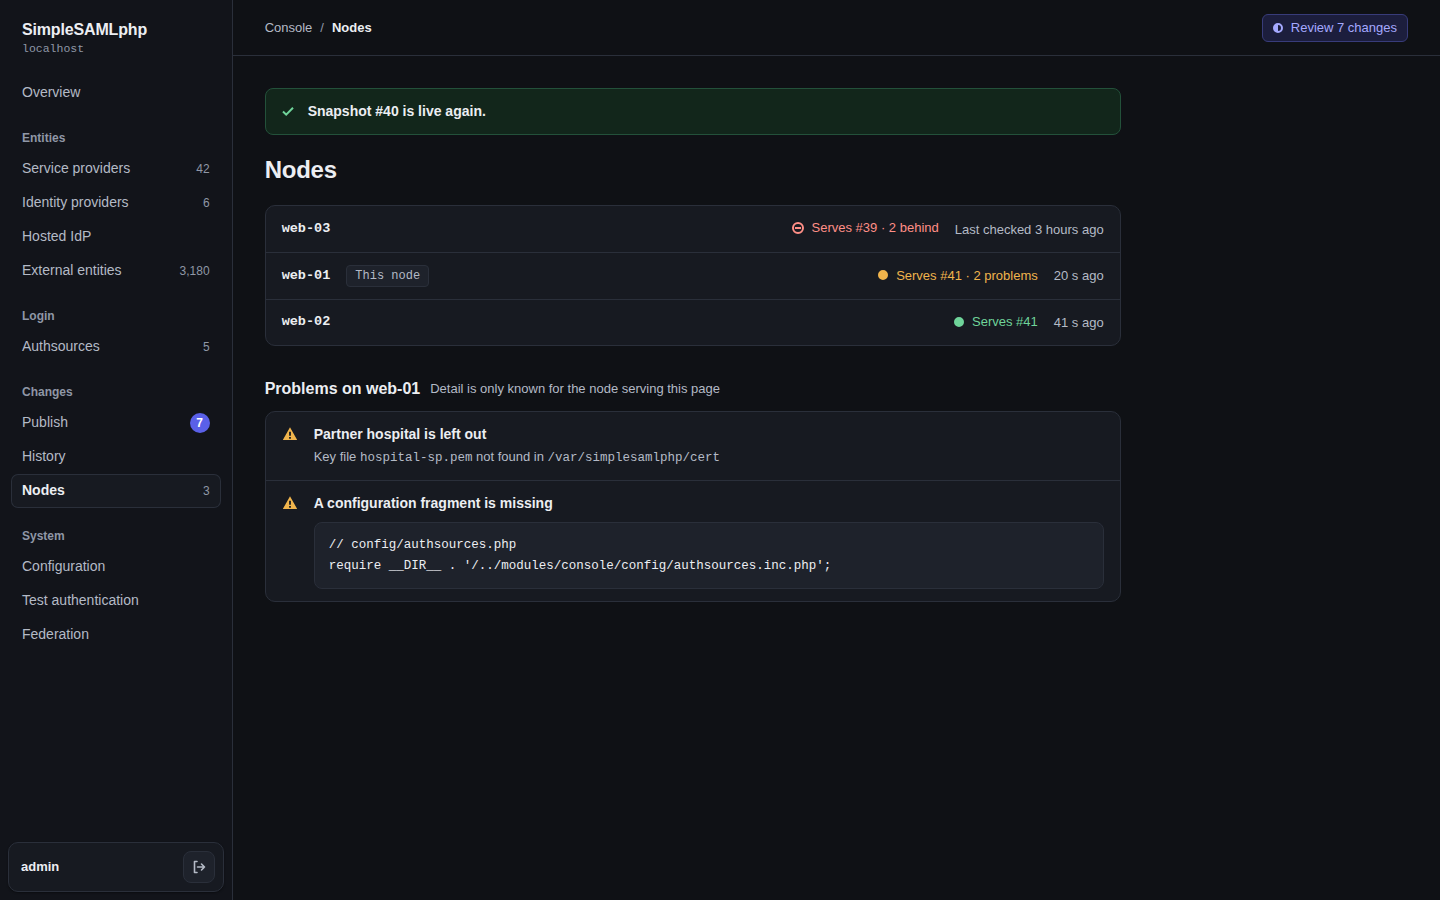 SimpleSAMLphp
localhost
Overview
Entities
Service providers 42
Identity providers 6
Hosted IdP
External entities 3,180
Login
Authsources 5
Changes
Publish 7
History
Nodes 3
System
Configuration
Test authentication
Federation
admin
Console / Nodes
Review 7 changes
Snapshot #40 is live again.
Nodes
web-03 Serves #39 · 2 behind Last checked 3 hours ago
web-01 This node Serves #41 · 2 problems 20 s ago
web-02 Serves #41 41 s ago
Problems on web-01 Detail is only known for the node serving this page
Partner hospital is left out
Key file hospital-sp.pem not found in /var/simplesamlphp/cert
A configuration fragment is missing
// config/authsources.php
require __DIR__ . '/../modules/console/config/authsources.inc.php';